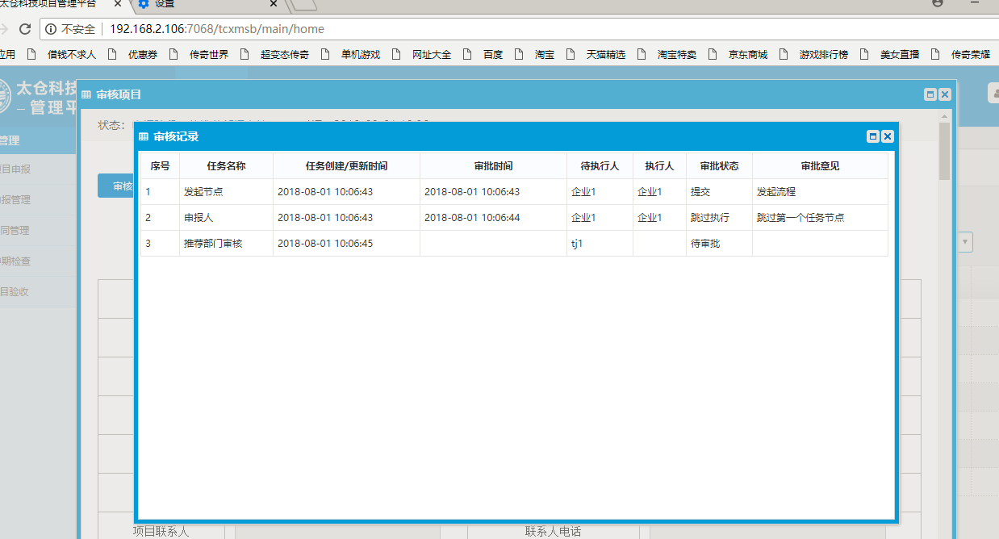 太仓科技项目管理平台 设置
不安全 192.168.2.106:7068/tcxmsb/main/home
应用 借钱不求人 优惠券 传奇世界 超变态传奇 单机游戏 网址大全 百度 淘宝 天猫精选 淘宝特卖 京东商城 游戏排行榜 美女直播 传奇荣耀
太仓科技
管理平
审核项目
状态:
审核记录
管理
项目申报
申报管理
合同管理
中期检查
项目验收
审核
序号 任务名称 任务创建/更新时间 审批时间 待执行人 执行人 审批状态 审批意见
1 发起节点 2018-08-01 10:06:43 2018-08-01 10:06:43 企业1 企业1 提交 发起流程
2 申报人 2018-08-01 10:06:43 2018-08-01 10:06:44 企业1 企业1 跳过执行 跳过第一个任务节点
3 推荐部门审核 2018-08-01 10:06:45 tj1 待审批
项目联系人 联系人电话